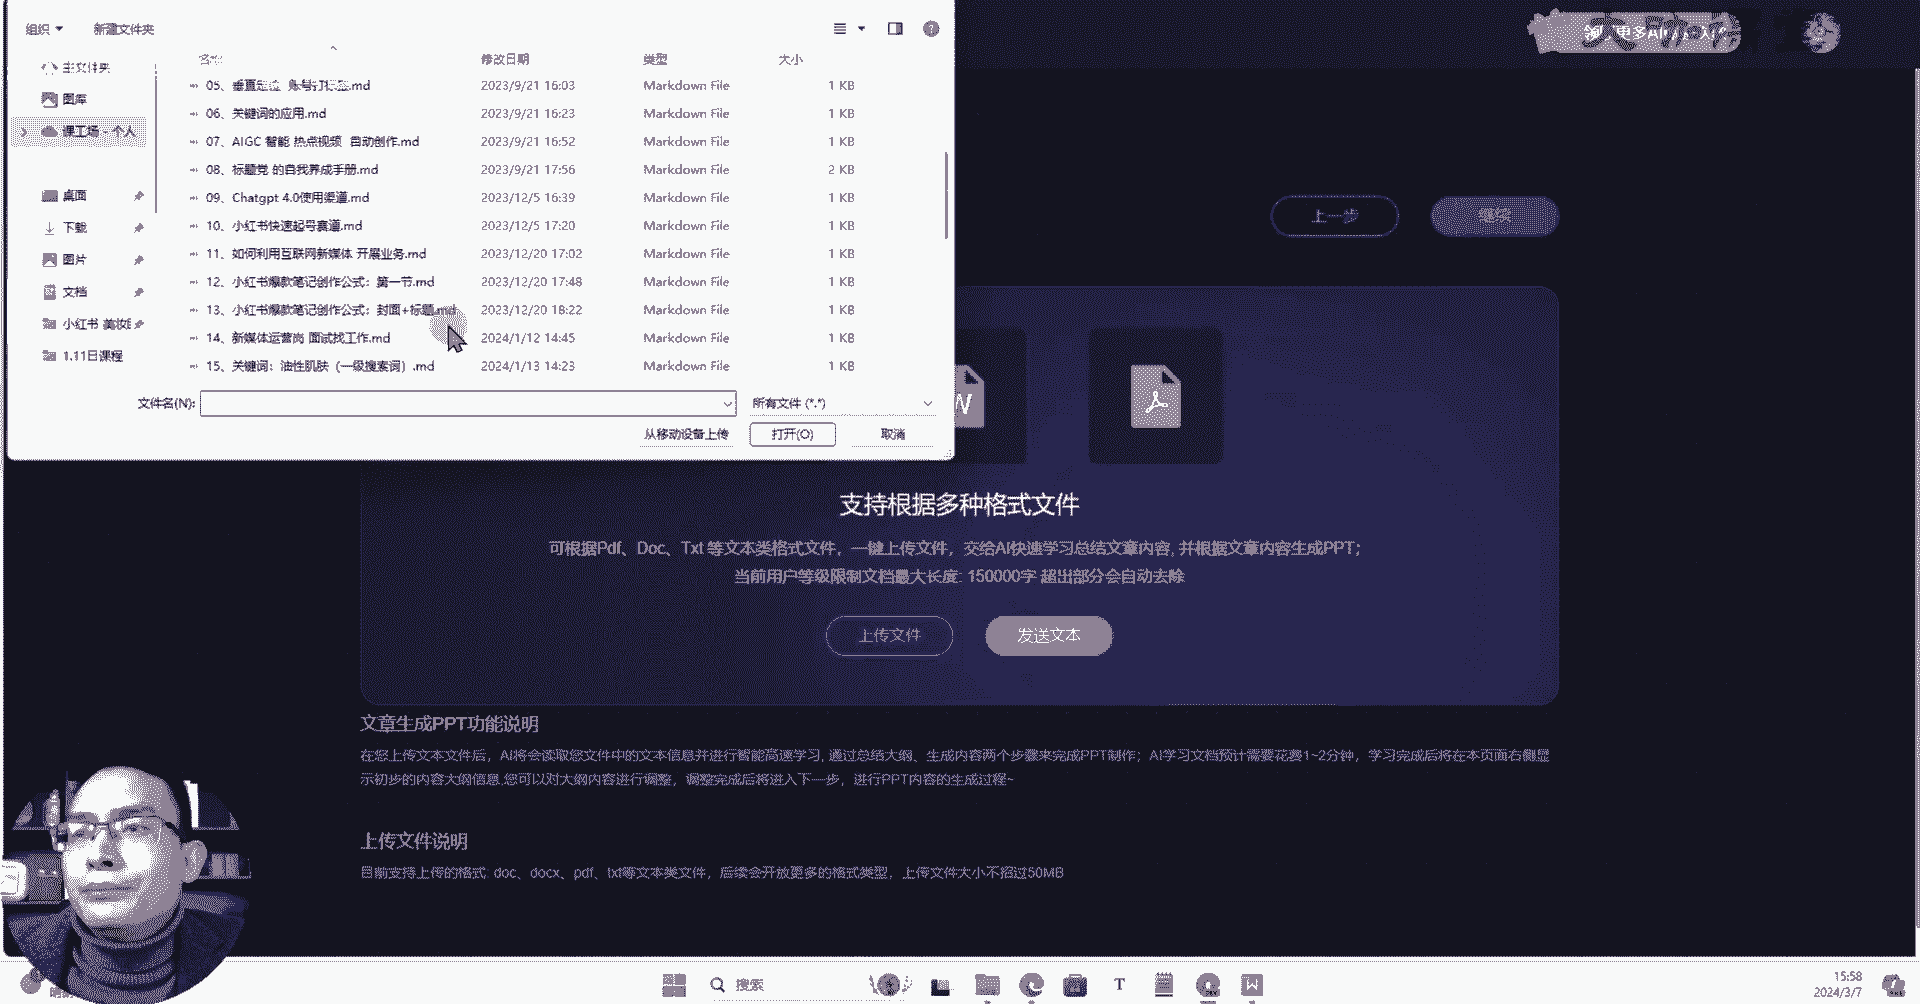 组织
新建文件夹
名称 修改日期 类型 大小
主文件夹
图库
课工场 - 个人
桌面
下载
图片
文档
小红书 美妆
1.11日课程
05、垂直定位 账号打标签.md 2023/9/21 16:03 Markdown File 1 KB
06、关键词的应用.md 2023/9/21 16:23 Markdown File 1 KB
07、AIGC 智能 热点视频 自动创作.md 2023/9/21 16:52 Markdown File 1 KB
08、标题党 的自我养成手册.md 2023/9/21 17:56 Markdown File 2 KB
09、Chatgpt 4.0使用渠道.md 2023/12/5 16:39 Markdown File 1 KB
10、小红书快速起号赛道.md 2023/12/5 17:20 Markdown File 1 KB
11、如何利用互联网新媒体 开展业务.md 2023/12/20 17:02 Markdown File 1 KB
12、小红书爆款笔记创作公式：第一节.md 2023/12/20 17:48 Markdown File 1 KB
13、小红书爆款笔记创作公式：封面+标题.md 2023/12/20 18:22 Markdown File 1 KB
14、新媒体运营岗 面试找工作.md 2024/1/12 14:45 Markdown File 1 KB
15、关键词：油性肌肤（一级搜索词）.md 2024/1/13 14:23 Markdown File 1 KB
文件名(N):
所有文件 (*.*)
从移动设备上传
打开(O)
取消
上一步
继续
W
支持根据多种格式文件
可根据Pdf、Doc、Txt 等文本类格式文件，一键上传文件，交给AI快速学习总结文章内容, 并根据文章内容生成PPT；
当前用户等级限制文档最大长度: 150000字 超出部分会自动去除
上传文件
发送文本
文章生成PPT功能说明
在您上传文本文件后，AI将会读取您文件中的文本信息并进行智能高速学习, 通过总结大纲、生成内容两个步骤来完成PPT制作；AI学习文档预计需要花费1~2分钟，学习完成后将在本页面右侧显
示初步的内容大纲信息.您可以对大纲内容进行调整，调整完成后将进入下一步，进行PPT内容的生成过程~
上传文件说明
目前支持上传的格式: doc、docx、pdf、txt等文本类文件，后续会开放更多的格式类型，上传文件大小不超过50MB
搜索
T
W
15:58
2024/3/7